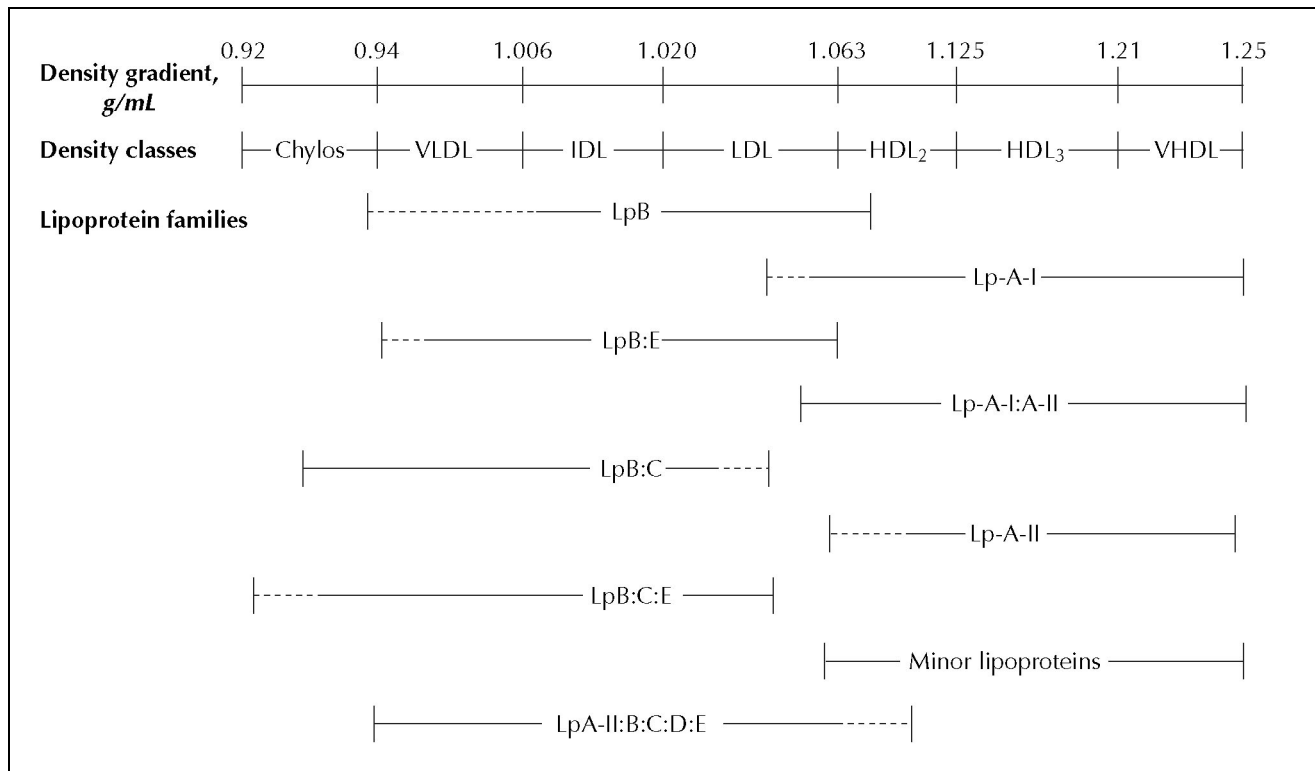 0.92 0.94 1.006 1.020 1.063 1.125 1.21 1.25
Density gradient,
g/mL
Density classes Chylos VLDL IDL LDL HDL2 HDL3 VHDL
Lipoprotein families LpB
Lp-A-I
LpB:E
Lp-A-I:A-II
LpB:C
Lp-A-II
LpB:C:E
Minor lipoproteins
LpA-II:B:C:D:E